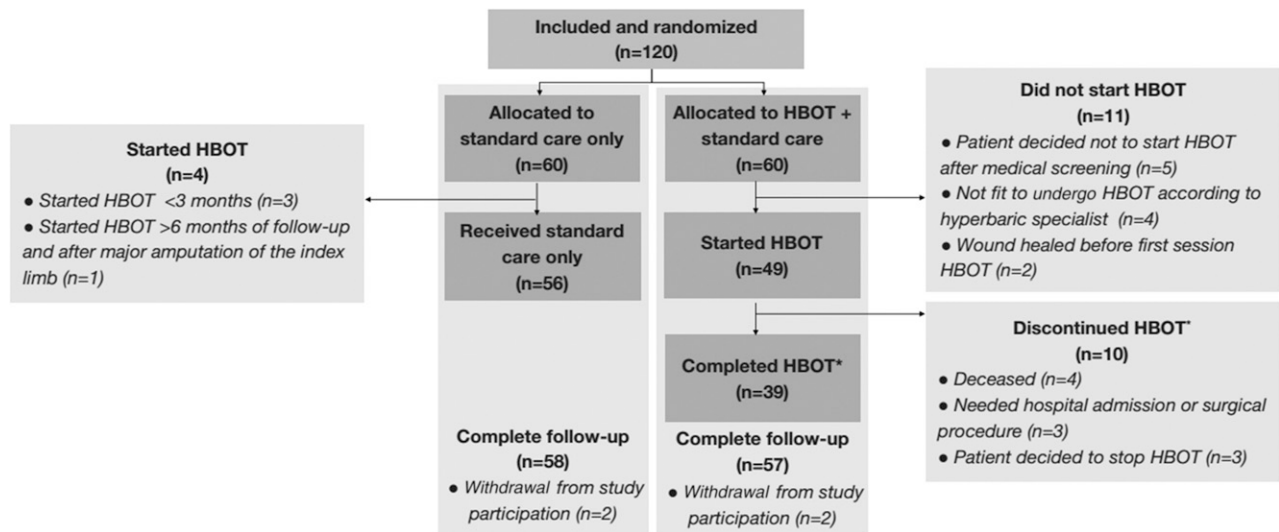 Included and randomized
(n=120)
Allocated to
standard care only
(n=60)
Allocated to HBOT +
standard care
(n=60)
Did not start HBOT
(n=11)
● Patient decided not to start HBOT
after medical screening (n=5)
● Not fit to undergo HBOT according to
hyperbaric specialist (n=4)
● Wound healed before first session
HBOT (n=2)
Started HBOT
(n=4)
● Started HBOT <3 months (n=3)
● Started HBOT >6 months of follow-up
and after major amputation of the index
limb (n=1)
Received standard
care only
(n=56)
Started HBOT
(n=49)
Discontinued HBOT*
(n=10)
● Deceased (n=4)
● Needed hospital admission or surgical
procedure (n=3)
● Patient decided to stop HBOT (n=3)
Completed HBOT*
(n=39)
Complete follow-up
(n=58)
● Withdrawal from study
participation (n=2)
Complete follow-up
(n=57)
● Withdrawal from study
participation (n=2)